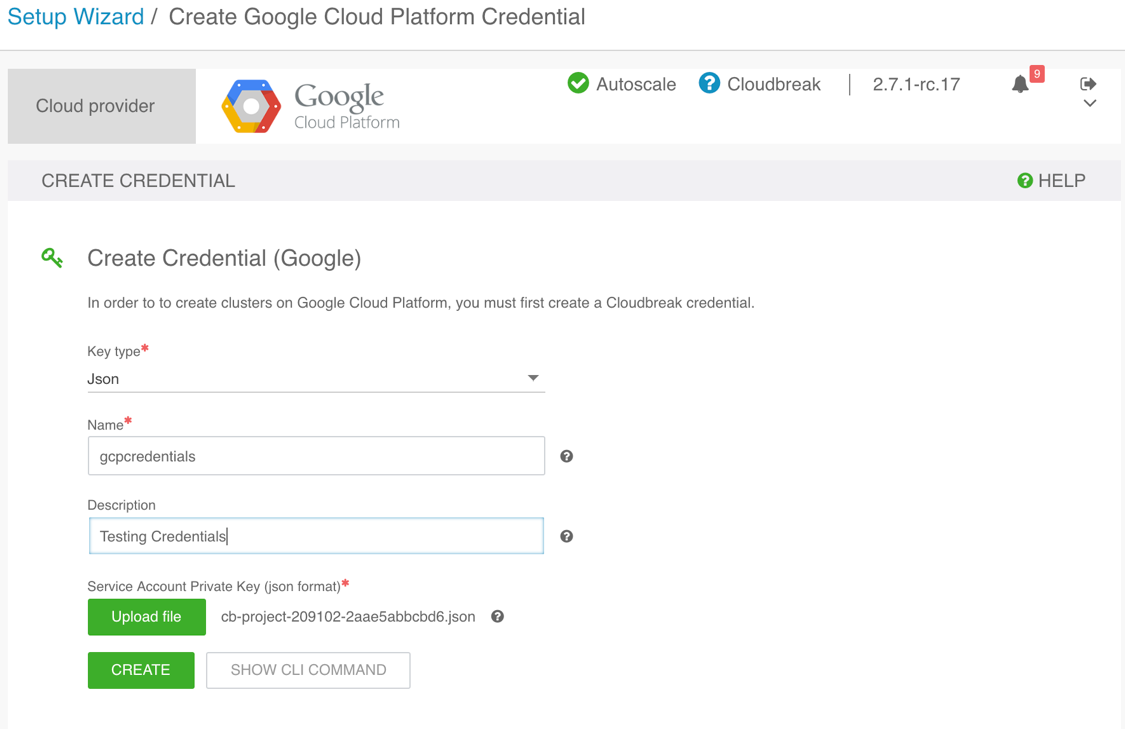 Setup Wizard / Create Google Cloud Platform Credential
Cloud provider
Google
Cloud Platform
Autoscale ? Cloudbreak | 2.7.1-rc.17 9
CREATE CREDENTIAL
? HELP
Create Credential (Google)
In order to to create clusters on Google Cloud Platform, you must first create a Cloudbreak credential.
Key type*
Json
Name*
gcpcredentials ?
Description
Testing Credentials ?
Service Account Private Key (json format)*
Upload file cb-project-209102-2aae5abbcbd6.json ?
CREATE SHOW CLI COMMAND